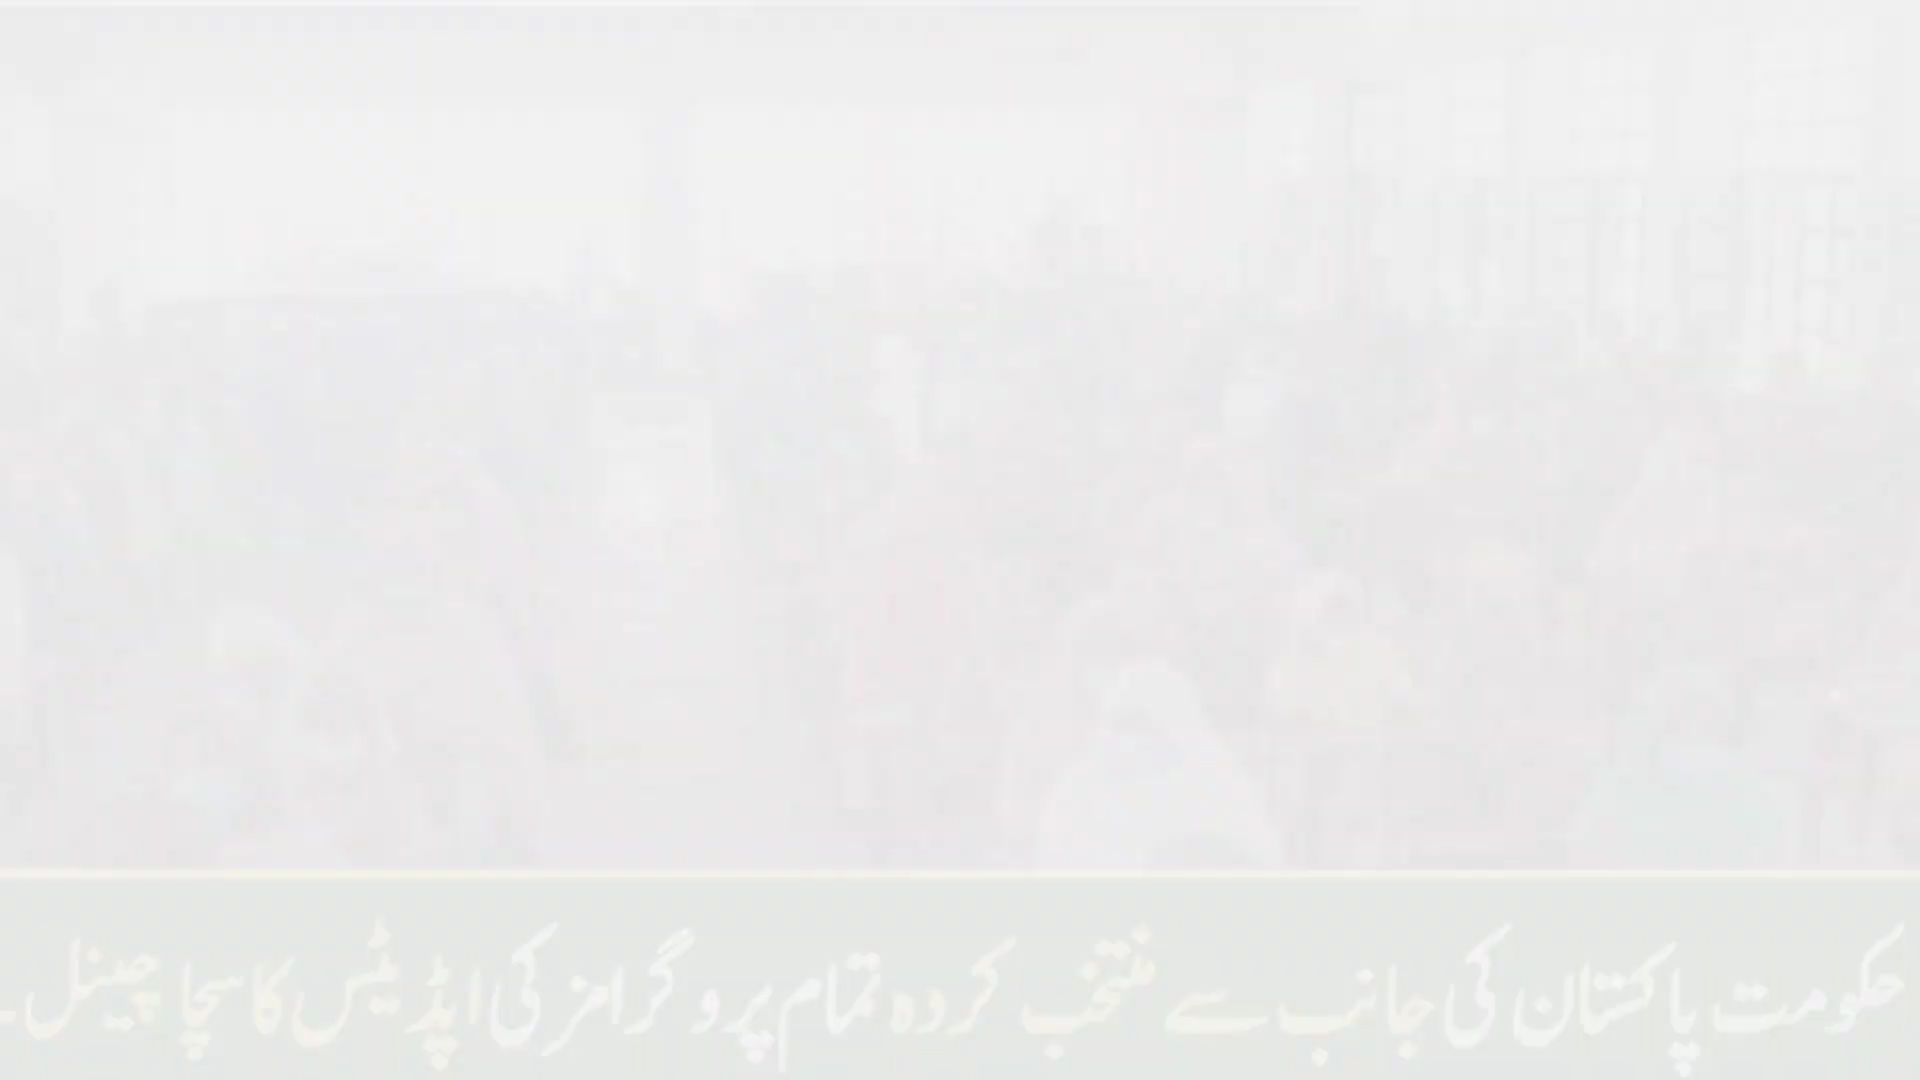 حکومت پاکستان کی جانب سے منتخب کردہ تمام پروگرامز کی اپڈیٹس کا سچا چینل۔